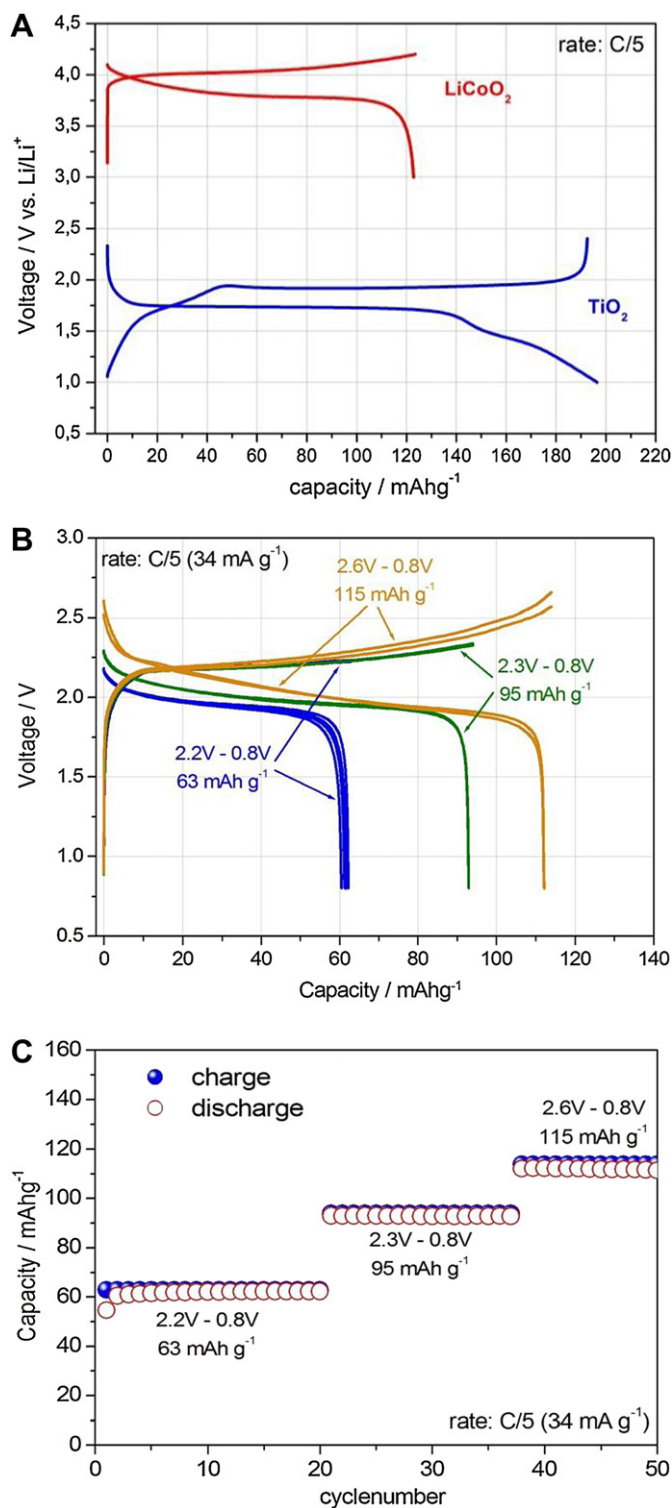 A
4,5
4,0
3,5
3,0
2,5
2,0
1,5
1,0
0,5
Voltage / V vs. Li/Li⁺
rate: C/5
LiCoO₂
TiO₂
0 20 40 60 80 100 120 140 160 180 200 220
capacity / mAhg⁻¹
B
3.0
2.5
2.0
1.5
1.0
0.5
Voltage / V
rate: C/5 (34 mA g⁻¹)
2.6V - 0.8V
115 mAh g⁻¹
2.3V - 0.8V
95 mAh g⁻¹
2.2V - 0.8V
63 mAh g⁻¹
0 20 40 60 80 100 120 140
Capacity / mAhg⁻¹
C
160
140
120
100
80
60
40
20
0
Capacity / mAhg⁻¹
charge
discharge
2.6V - 0.8V
115 mAh g⁻¹
2.3V - 0.8V
95 mAh g⁻¹
2.2V - 0.8V
63 mAh g⁻¹
rate: C/5 (34 mA g⁻¹)
0 10 20 30 40 50
cyclenumber